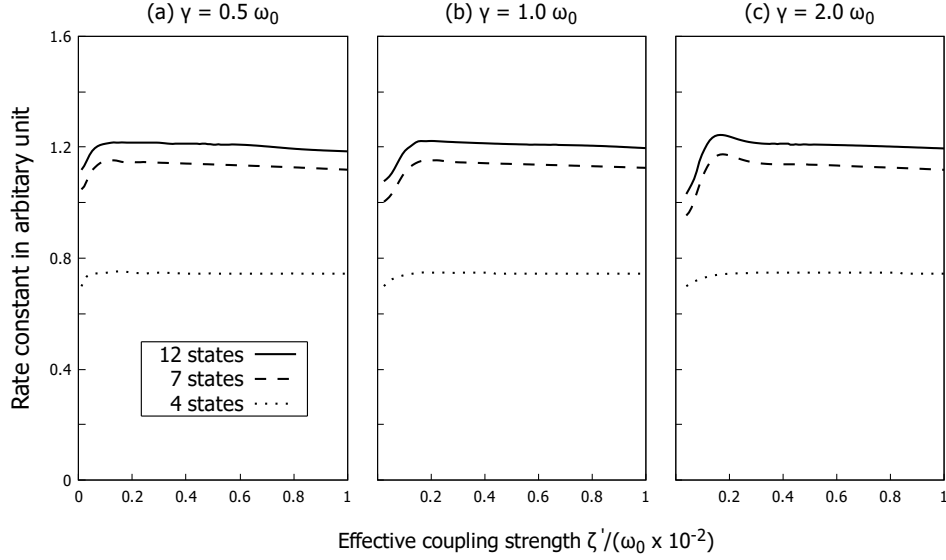 (a) γ = 0.5 ω0 (b) γ = 1.0 ω0 (c) γ = 2.0 ω0
Rate constant in arbitary unit
1.6
1.2
0.8
0.4
0
12 states
7 states
4 states
0 0.2 0.4 0.6 0.8 1 0.2 0.4 0.6 0.8 1 0.2 0.4 0.6 0.8 1
Effective coupling strength ζ'/(ω0 x 10-2)